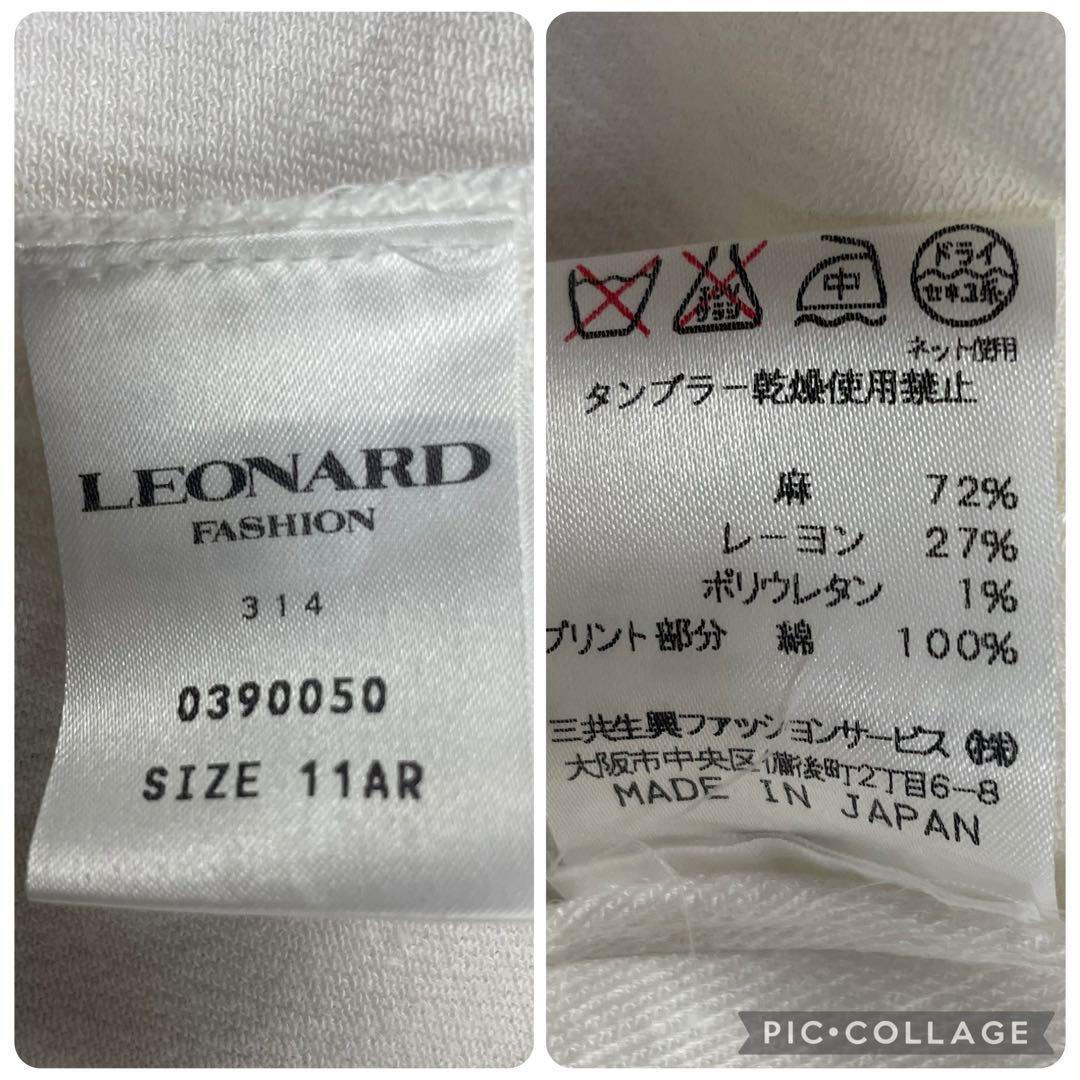 LEONARD
FASHION
314
0390050
SIZE 11AR
中
ドライ
セキユ系
ネット使用
タンブラー乾燥使用禁止
麻 72%
レーヨン 27%
ポリウレタン 1%
プリント部分 綿 100%
三共生興ファッションサービス(株)
大阪市中央区備後町2丁目6-8
MADE IN JAPAN
PIC•COLLAGE